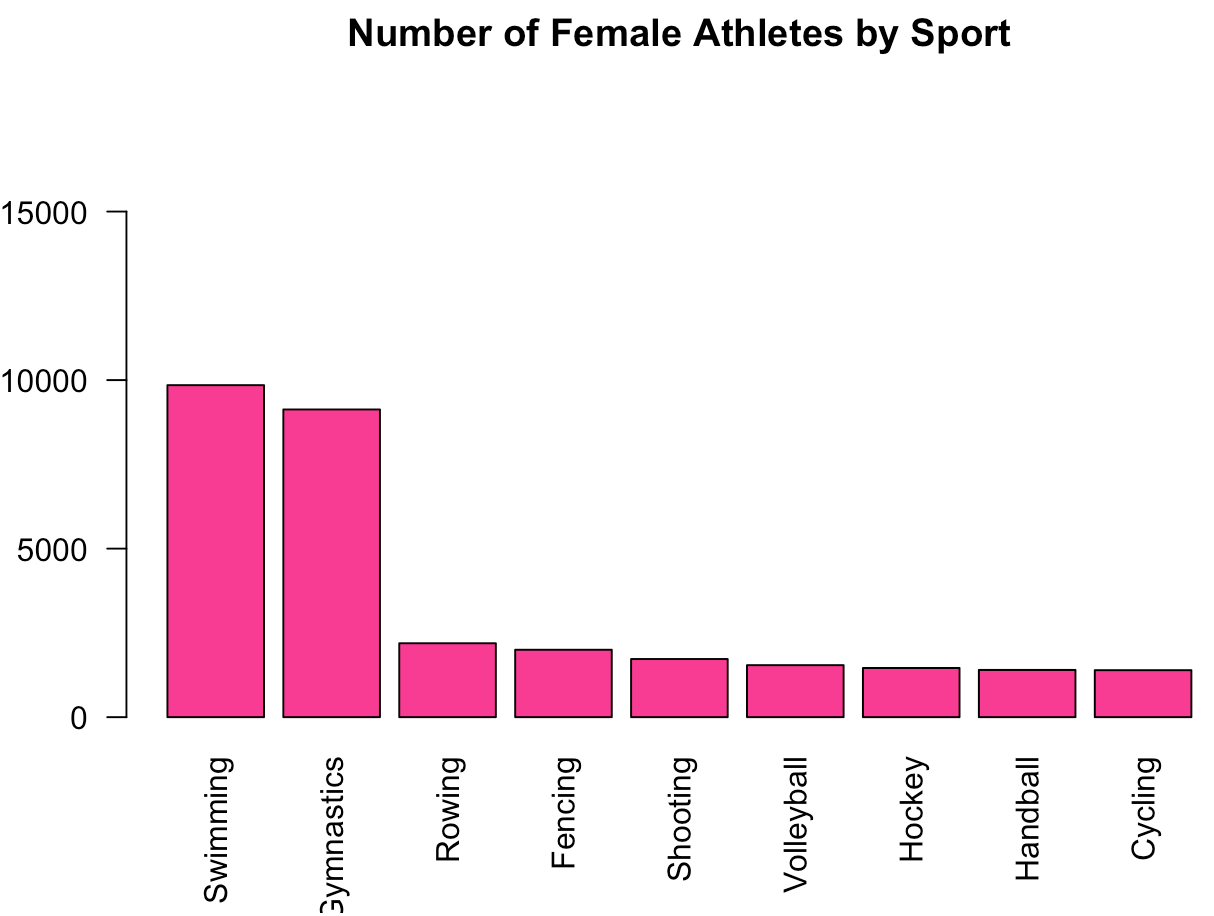 Number of Female Athletes by Sport
15000
10000
5000
0
Swimming
Gymnastics
Rowing
Fencing
Shooting
Volleyball
Hockey
Handball
Cycling